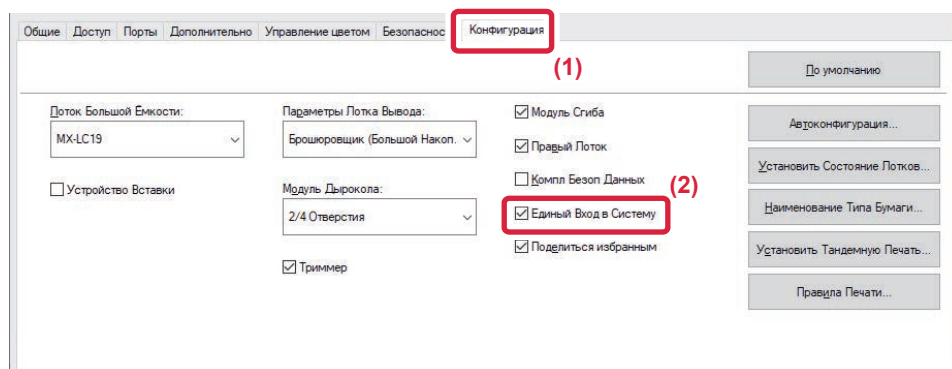 Общие Доступ Порты Дополнительно Управление цветом Безопаснос Конфигурация
(1)
По умолчанию
Лоток Большой Ёмкости:
MX-LC19
Устройство Вставки
Параметры Лотка Вывода:
Брошюровщик (Большой Накоп.
Модуль Дырокола:
2/4 Отверстия
Триммер
Модуль Сгиба
Правый Лоток
Компл Безоп Данных
(2)
Единый Вход в Систему
Поделиться избранным
Автоконфигурация...
Установить Состояние Лотков...
Наименование Типа Бумаги...
Установить Тандемную Печать...
Правила Печати...